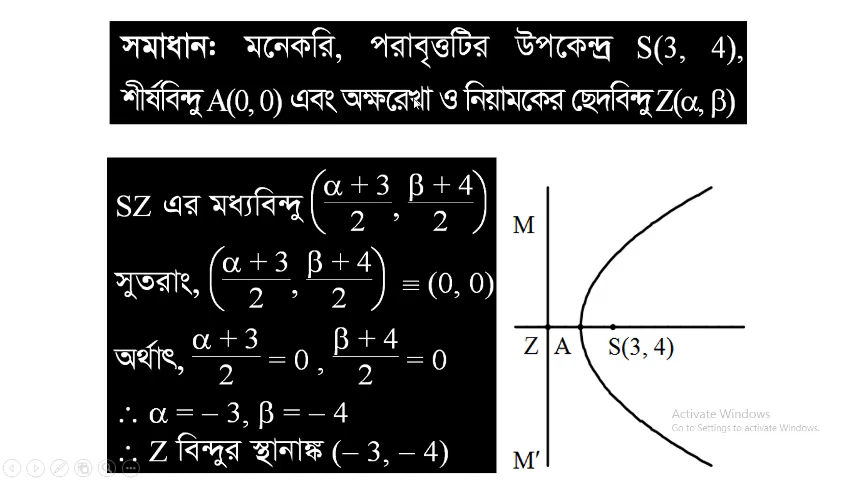 সমাধান: মনেকরি, পরাবৃত্তটির উপকেন্দ্র S(3, 4),
শীর্ষবিন্দু A(0, 0) এবং অক্ষরেখা ও নিয়ামকের ছেদবিন্দু Z(α, β)
SZ এর মধ্যবিন্দু (α + 3/2, β + 4/2)
সুতরাং, (α + 3/2, β + 4/2) ≡ (0, 0)
অর্থাৎ, α + 3/2 = 0 , β + 4/2 = 0
∴ α = – 3, β = – 4
∴ Z বিন্দুর স্থানাঙ্ক (– 3, – 4)
M
Z A S(3, 4)
M′
Activate Windows
Go to Settings to activate Windows.